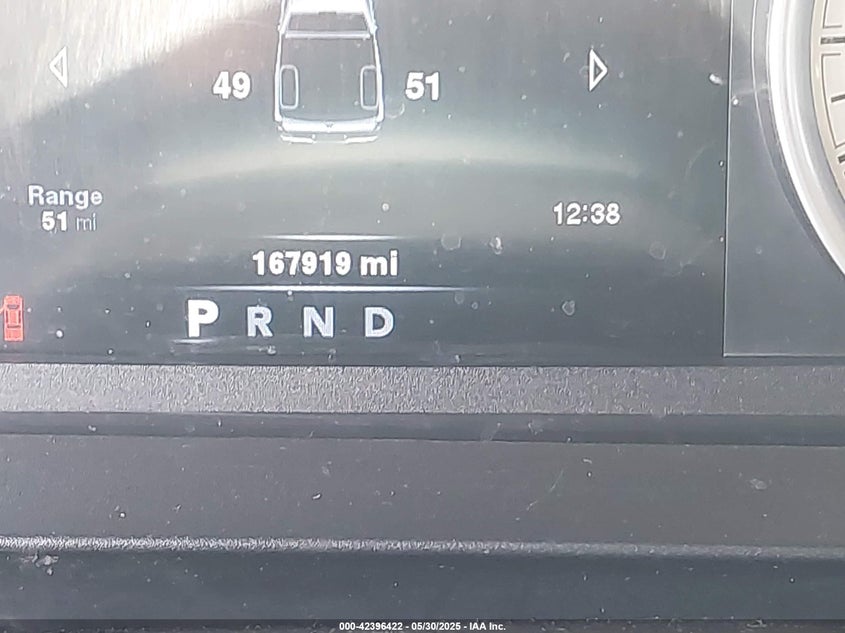 49 51
Range
51 mi
12:38
167919 mi
P R N D
000-42396422 - 05/30/2025 - IAA Inc.